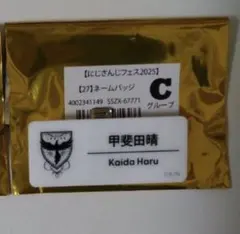 【にじさんじフェス2025】
【27】ネームバッジ
4002341149 SSZX-67771
C
グループ
甲斐田晴
Kaida Haru